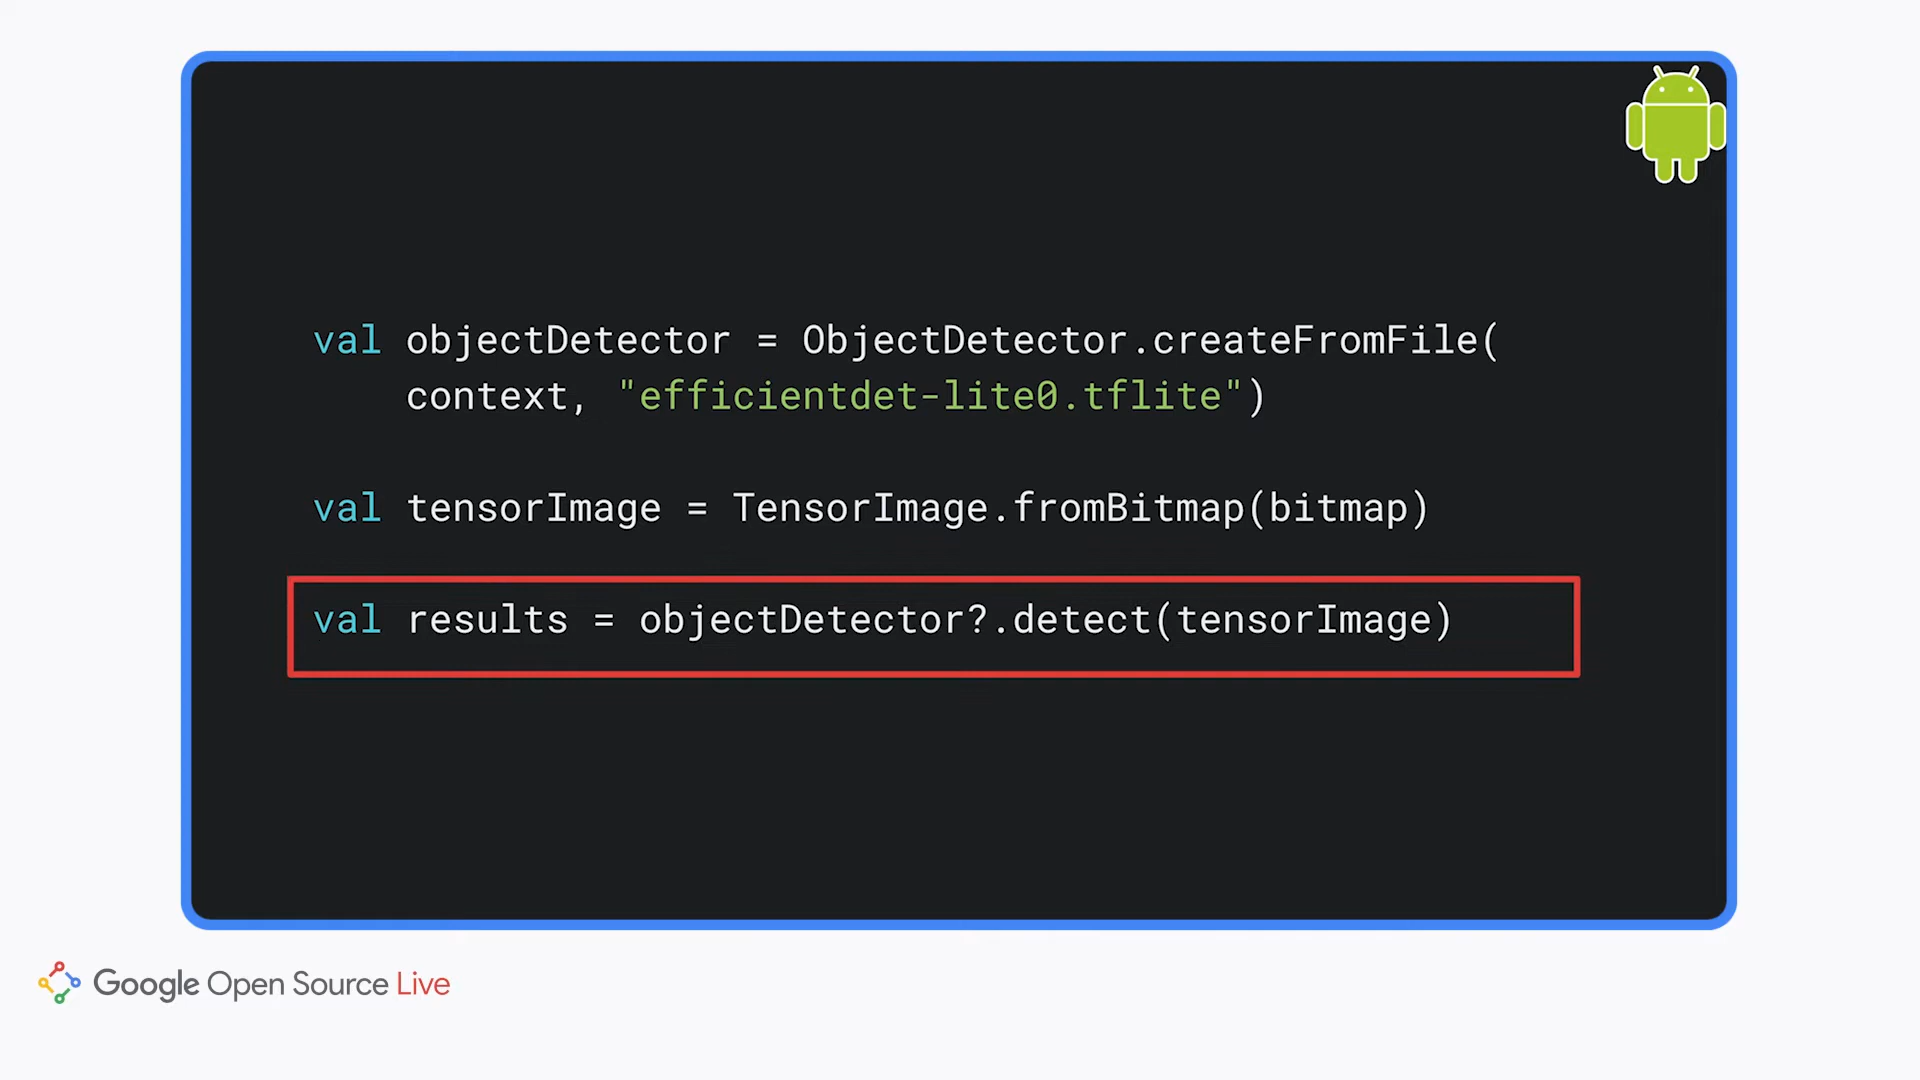 val objectDetector = ObjectDetector.createFromFile(
context, "efficientdet-lite0.tflite")
val tensorImage = TensorImage.fromBitmap(bitmap)
val results = objectDetector?.detect(tensorImage)
Google Open Source Live